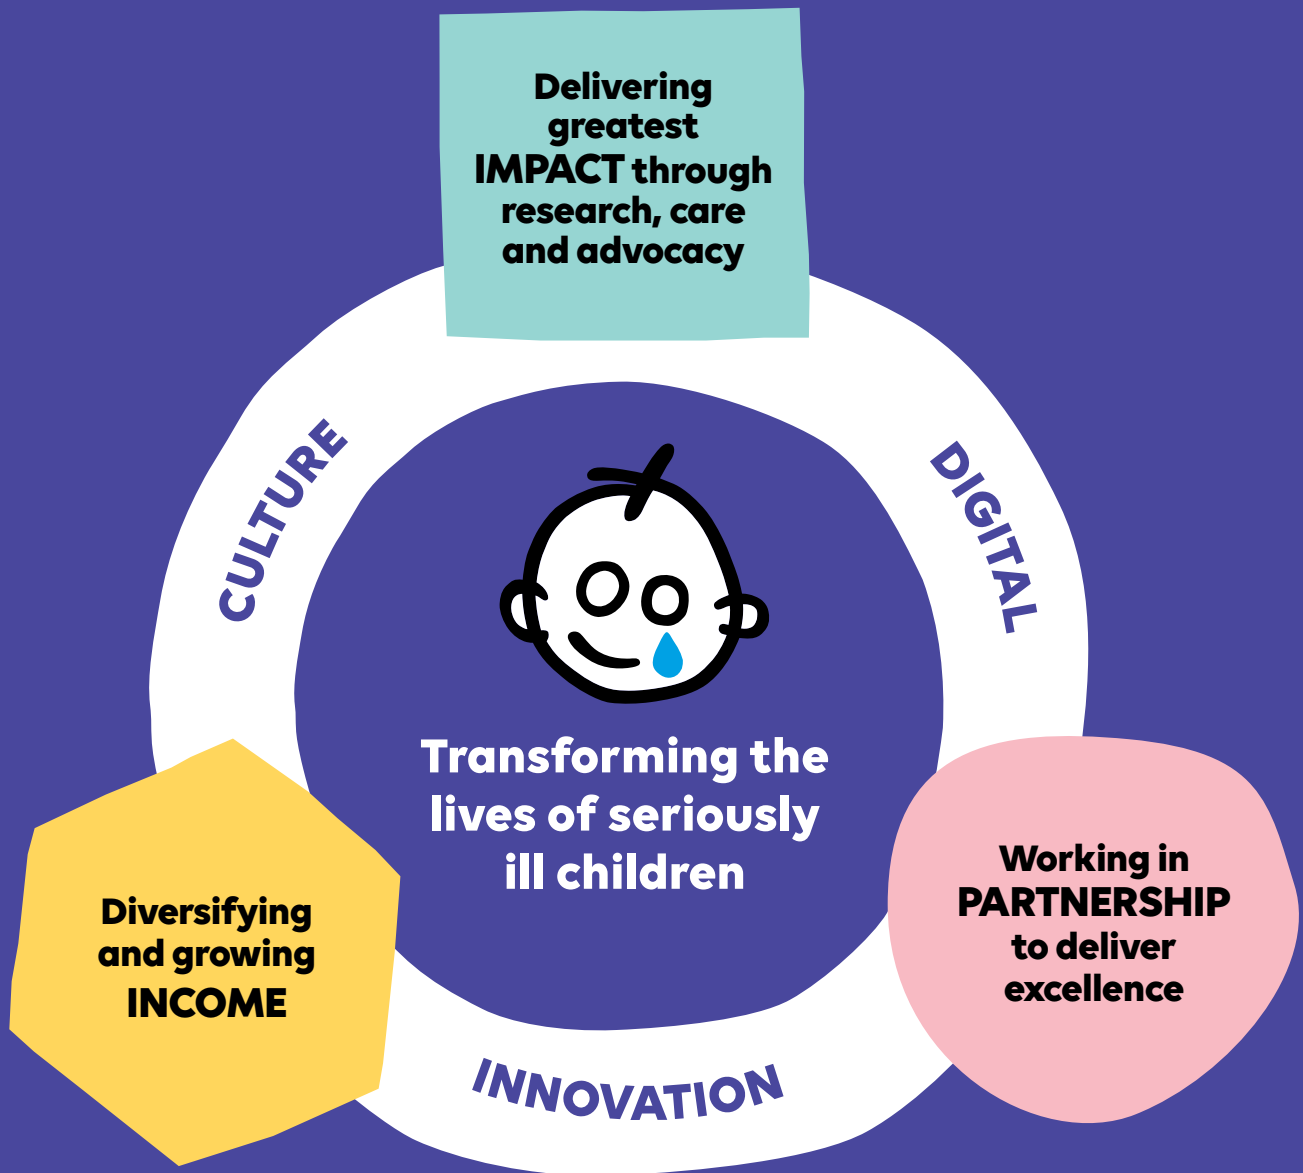 Delivering
greatest
IMPACT through
research, care
and advocacy
CULTURE
DIGITAL
Transforming the
lives of seriously
ill children
Diversifying
and growing
INCOME
Working in
PARTNERSHIP
to deliver
excellence
INNOVATION